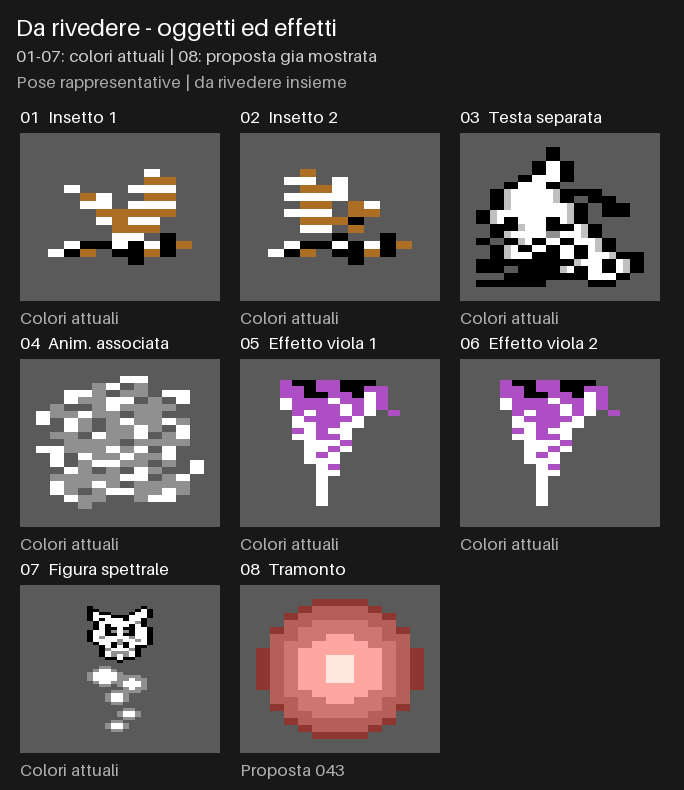 Da rivedere - oggetti ed effetti
01-07: colori attuali | 08: proposta gia mostrata
Pose rappresentative | da rivedere insieme
01 Insetto 1
02 Insetto 2
03 Testa separata
Colori attuali
Colori attuali
Colori attuali
04 Anim. associata
05 Effetto viola 1
06 Effetto viola 2
Colori attuali
Colori attuali
Colori attuali
07 Figura spettrale
08 Tramonto
Colori attuali
Proposta 043